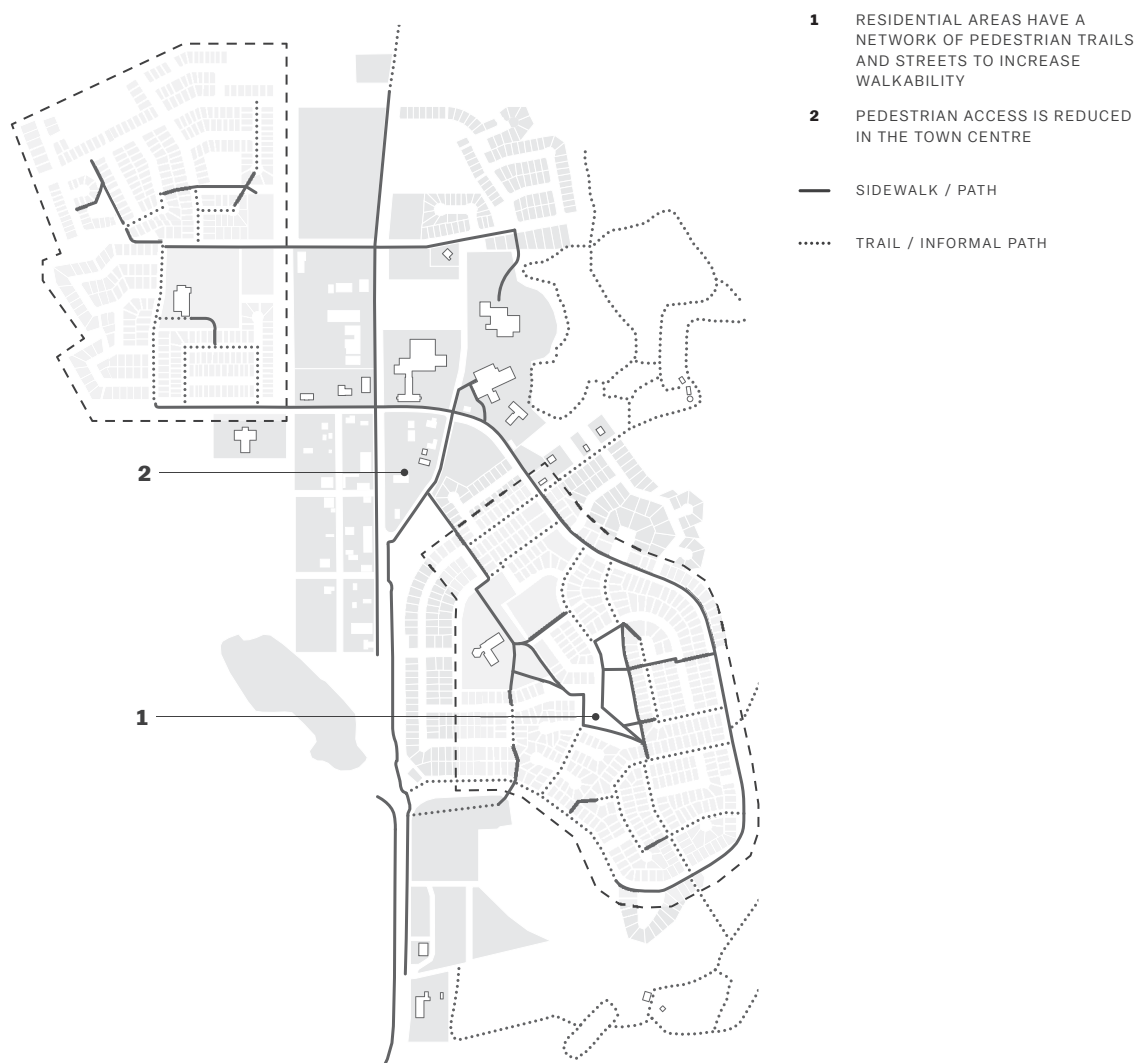 1 RESIDENTIAL AREAS HAVE A
NETWORK OF PEDESTRIAN TRAILS
AND STREETS TO INCREASE
WALKABILITY
2 PEDESTRIAN ACCESS IS REDUCED
IN THE TOWN CENTRE
SIDEWALK / PATH
TRAIL / INFORMAL PATH
2
1